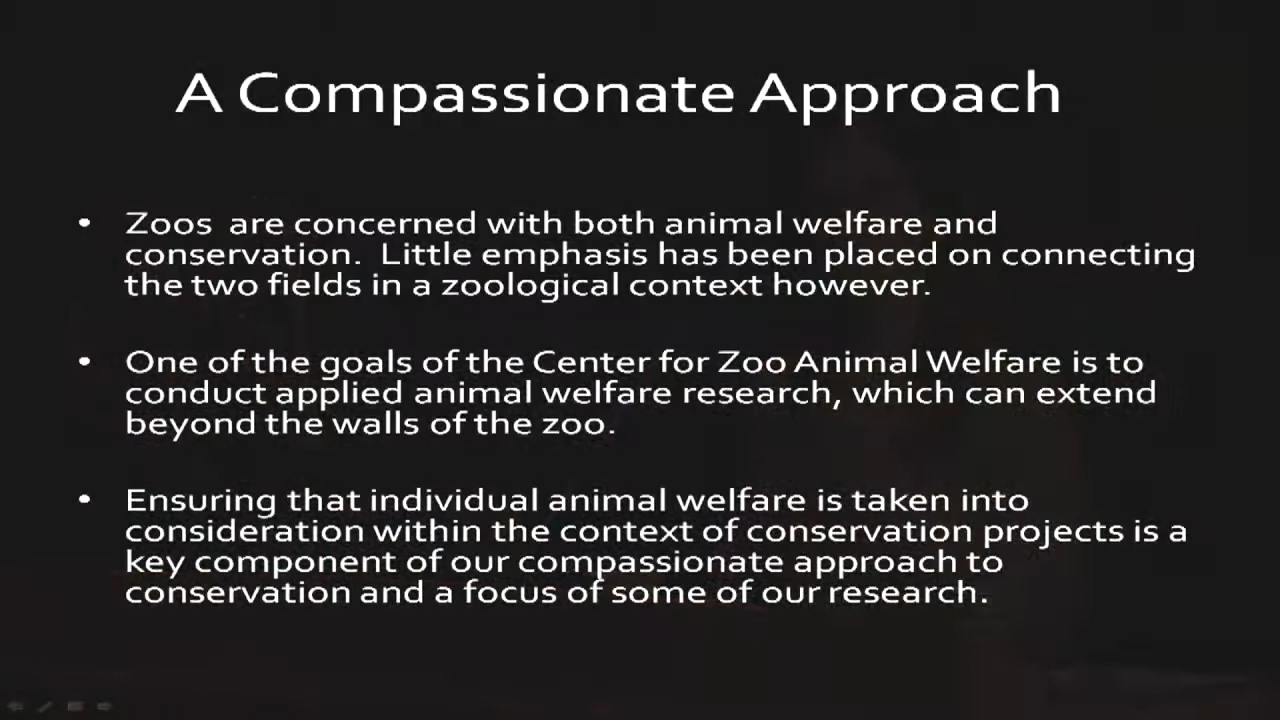 A Compassionate Approach
• Zoos  are concerned with both animal welfare and
conservation.  Little emphasis has been placed on connecting
the two fields in a zoological context however.
• One of the goals of the Center for Zoo Animal Welfare is to
conduct applied animal welfare research, which can extend
beyond the walls of the zoo.
• Ensuring that individual animal welfare is taken into
consideration within the context of conservation projects is a
key component of our compassionate approach to
conservation and a focus of some of our research.